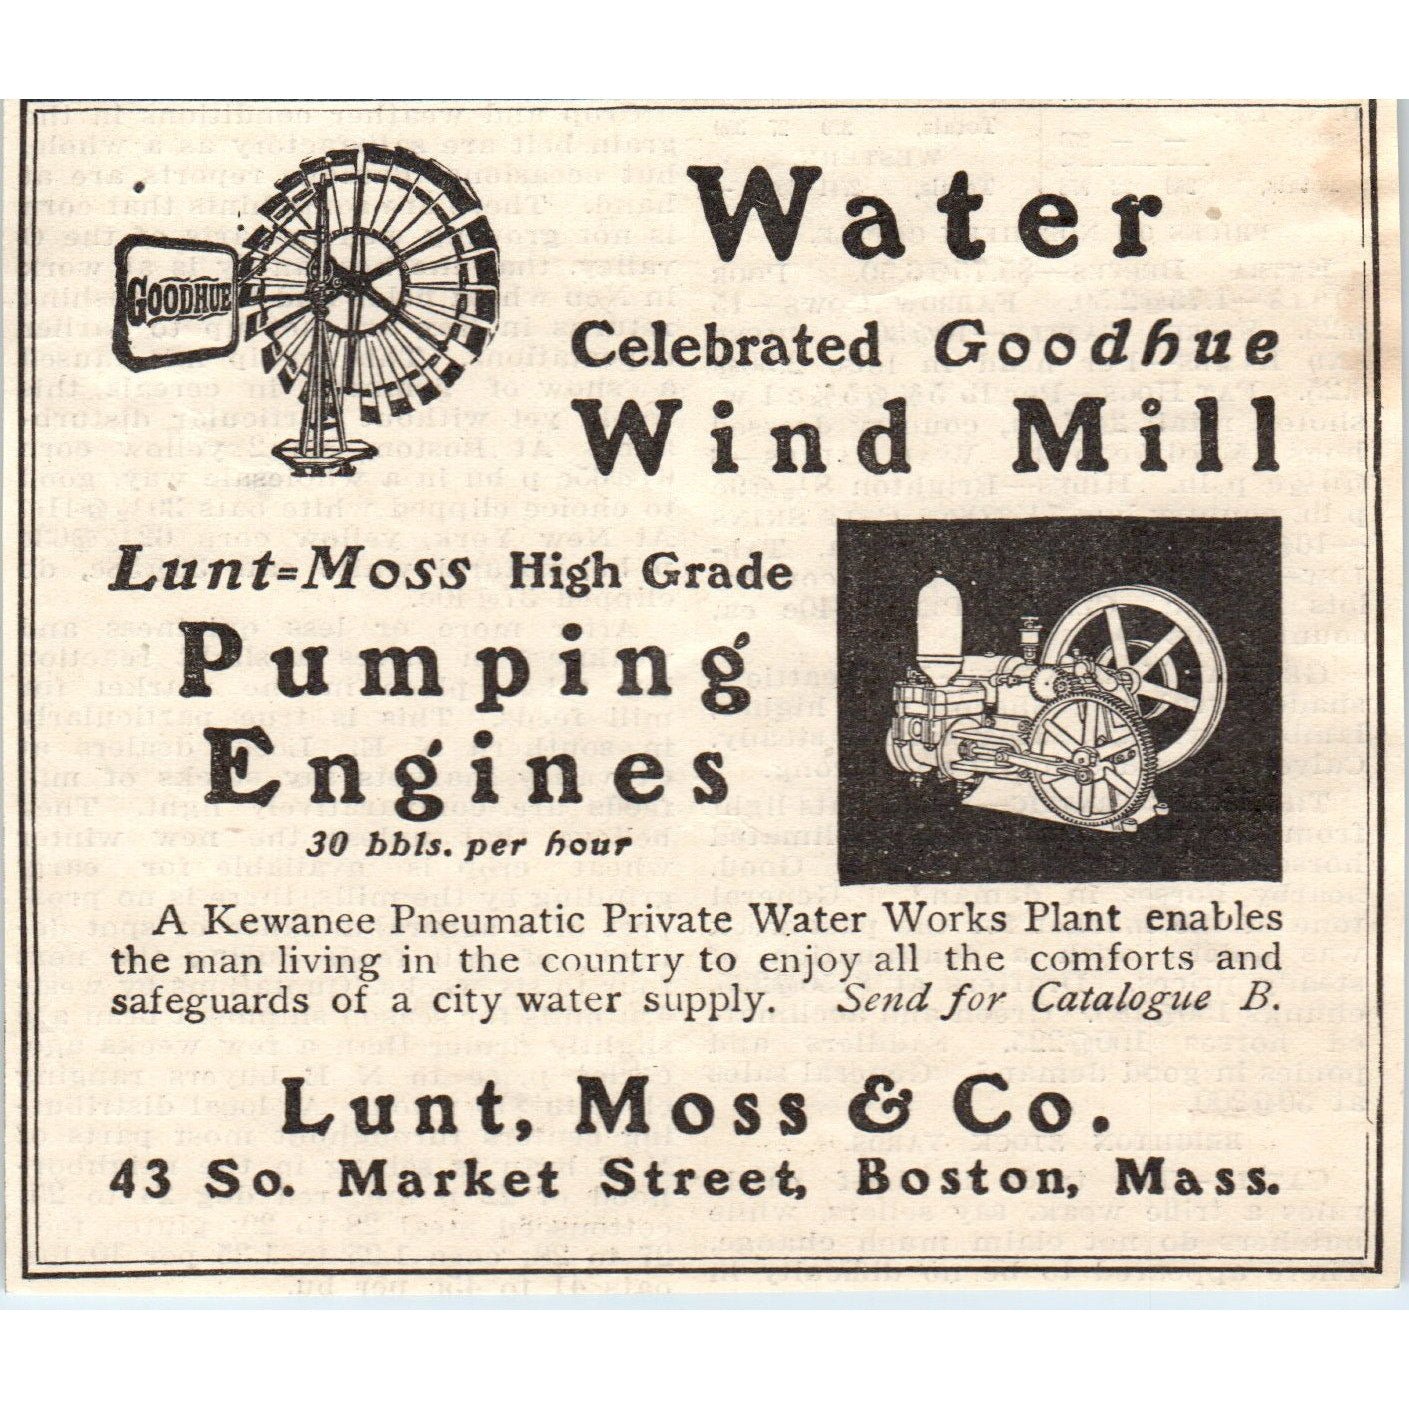 Water
GOODHUE
Celebrated Goodhue
Wind Mill
Lunt=Moss High Grade
Pumping
Engines
30 bbls. per hour
A Kewanee Pneumatic Private Water Works Plant enables
the man living in the country to enjoy all the comforts and
safeguards of a city water supply. Send for Catalogue B.
Lunt, Moss & Co.
43 So. Market Street, Boston, Mass.